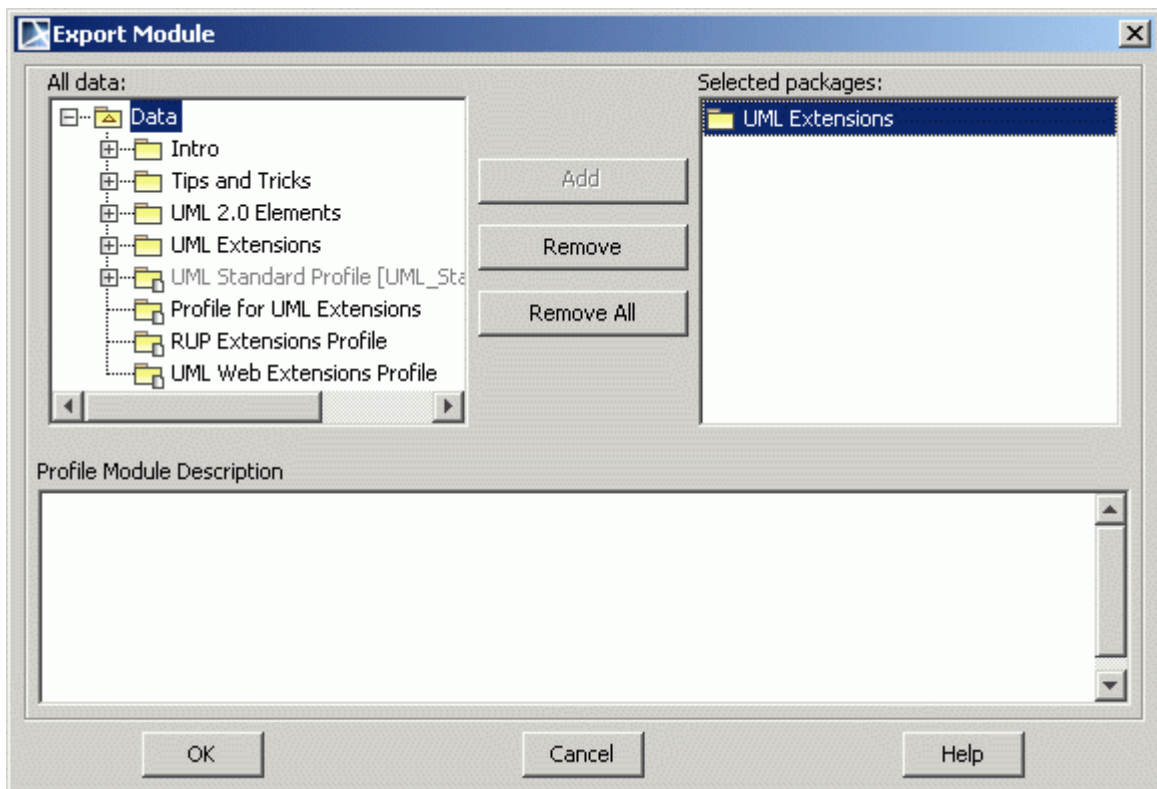 Export Module
All data:
Data
Intro
Tips and Tricks
UML 2.0 Elements
UML Extensions
UML Standard Profile [UML_Sta
Profile for UML Extensions
RUP Extensions Profile
UML Web Extensions Profile
Add
Remove
Remove All
Selected packages:
UML Extensions
Profile Module Description
OK
Cancel
Help